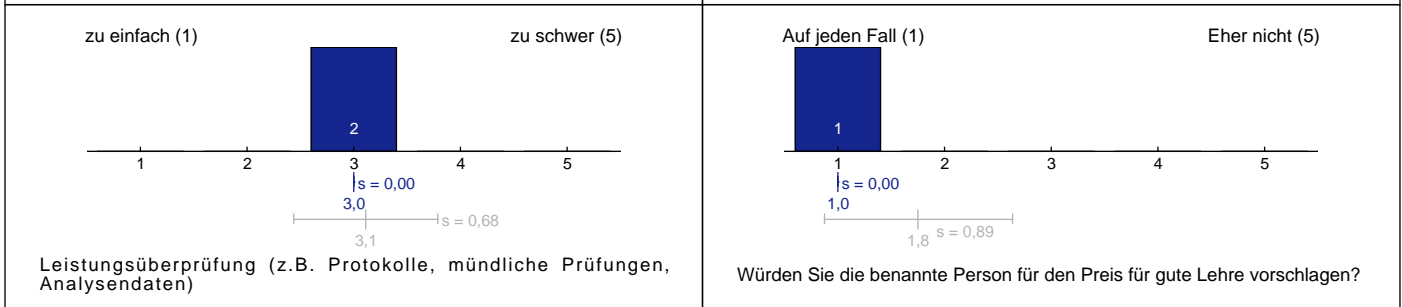 zu einfach (1) zu schwer (5)
2
1 2 3 4 5
s = 0,00
3,0
s = 0,68
3,1
Leistungsüberprüfung (z.B. Protokolle, mündliche Prüfungen,
Analysendaten)
Auf jeden Fall (1) Eher nicht (5)
1
1 2 3 4 5
s = 0,00
1,0
s = 0,89
1,8
Würden Sie die benannte Person für den Preis für gute Lehre vorschlagen?